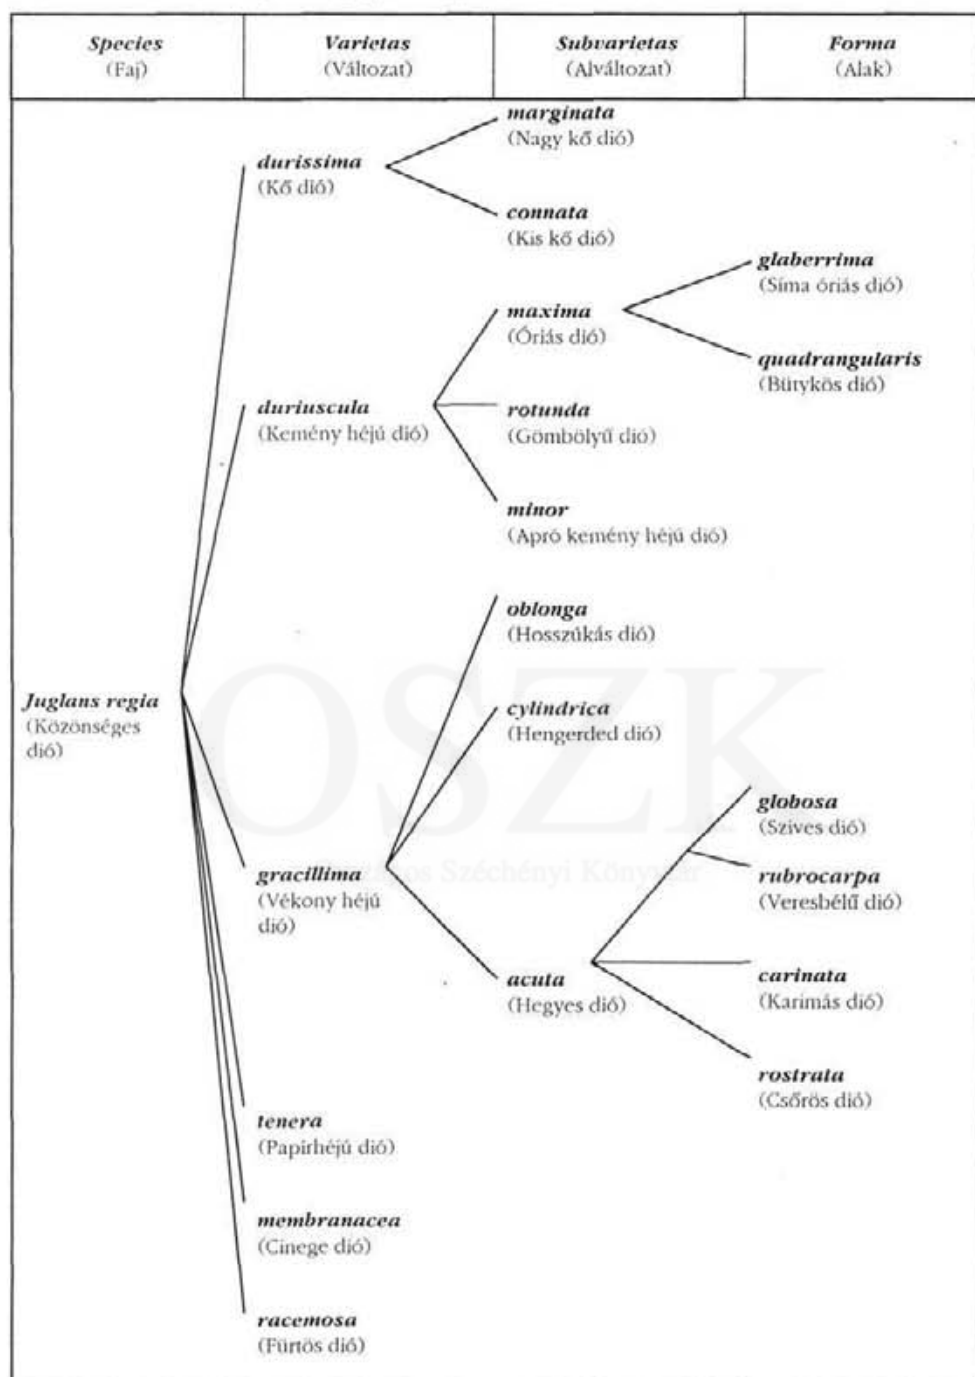 Species
(Faj)
Varietas
(Változat)
Subvarietas
(Alváltozat)
Forma
(Alak)
marginata
(Nagy kő dió)
durissima
(Kő dió)
connata
(Kis kő dió)
glaberrima
(Síma óriás dió)
maxima
(Óriás dió)
quadrangularis
(Bütykös dió)
duriuscula
(Kemény héjú dió)
rotunda
(Gömbölyű dió)
minor
(Apró kemény héjú dió)
oblonga
(Hosszúkás dió)
Juglans regia
(Közönséges
dió)
cylindrica
(Hengerded dió)
OSZK
globosa
(Szives dió)
gracillima
(Vékony héjú
dió)
Széchényi
rubrocarpa
(Veresbélű dió)
acuta
(Hegyes dió)
carinata
(Karimás dió)
rostrata
(Csőrös dió)
tenera
(Papírhéjú dió)
membranacea
(Cinege dió)
racemosa
(Fürtös dió)